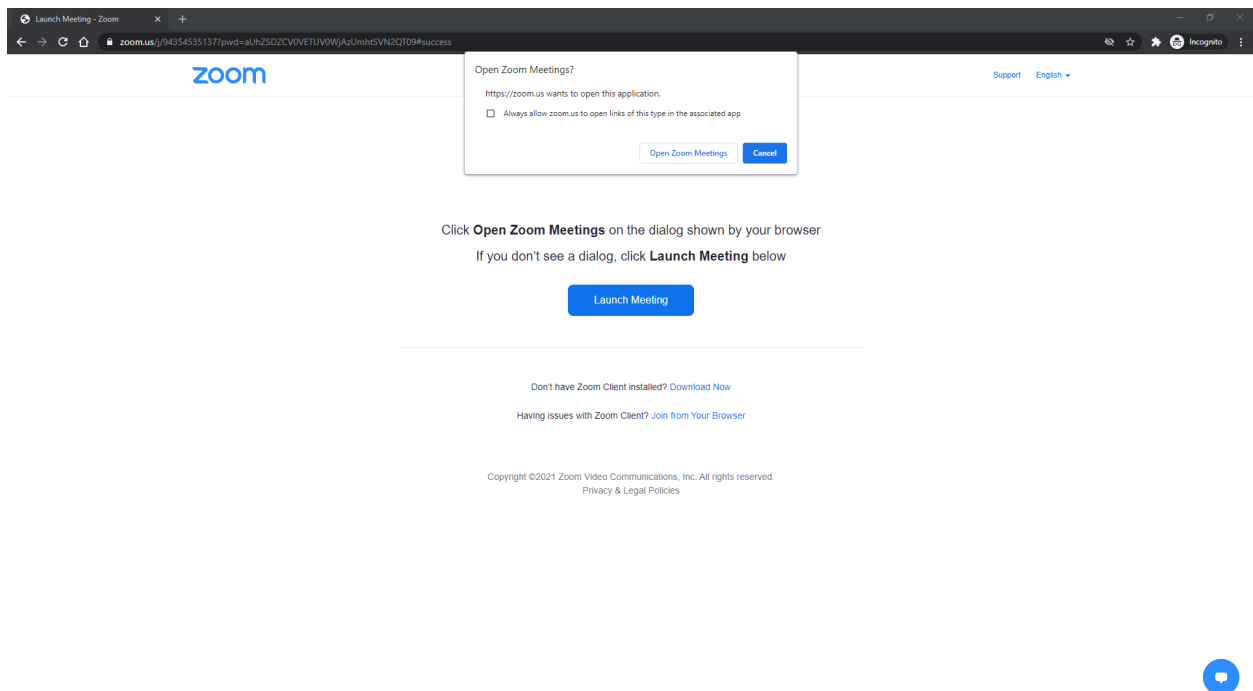 Launch Meeting - Zoom
zoom.us/j/94354535137?pwd=aUhZSDZCV0VETUV0WjAzUmhtSVN2QT09#success
Incognito
zoom
Support English
Open Zoom Meetings?
https://zoom.us wants to open this application.
Always allow zoom.us to open links of this type in the associated app
Open Zoom Meetings Cancel
Click Open Zoom Meetings on the dialog shown by your browser
If you don't see a dialog, click Launch Meeting below
Launch Meeting
Don't have Zoom Client installed? Download Now
Having issues with Zoom Client? Join from Your Browser
Copyright ©2021 Zoom Video Communications, Inc. All rights reserved.
Privacy & Legal Policies